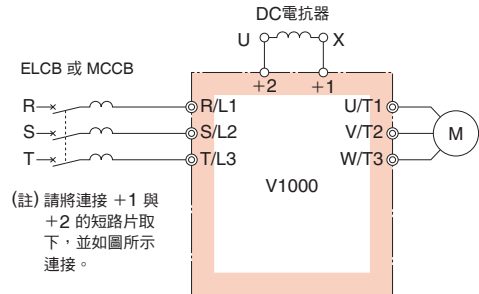 DC電抗器
U X
ELCB 或 MCCB
+2 +1
R R/L1 U/T1
S S/L2 V/T2 M
T T/L3 W/T3
V1000
(註) 請將連接 +1 與
+2 的短路片取
下，並如圖所示
連接。